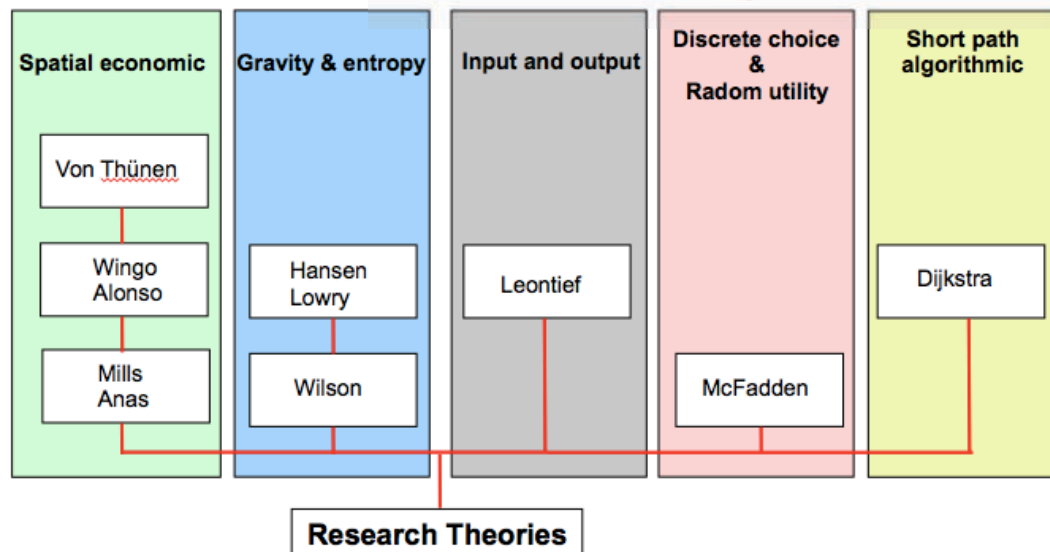 Spatial economic
Gravity & entropy
Input and output
Discrete choice
&
Radom utility
Short path
algorithmic
Von Thünen
Wingo
Alonso
Hansen
Lowry
Leontief
Dijkstra
Mills
Anas
Wilson
McFadden
Research Theories